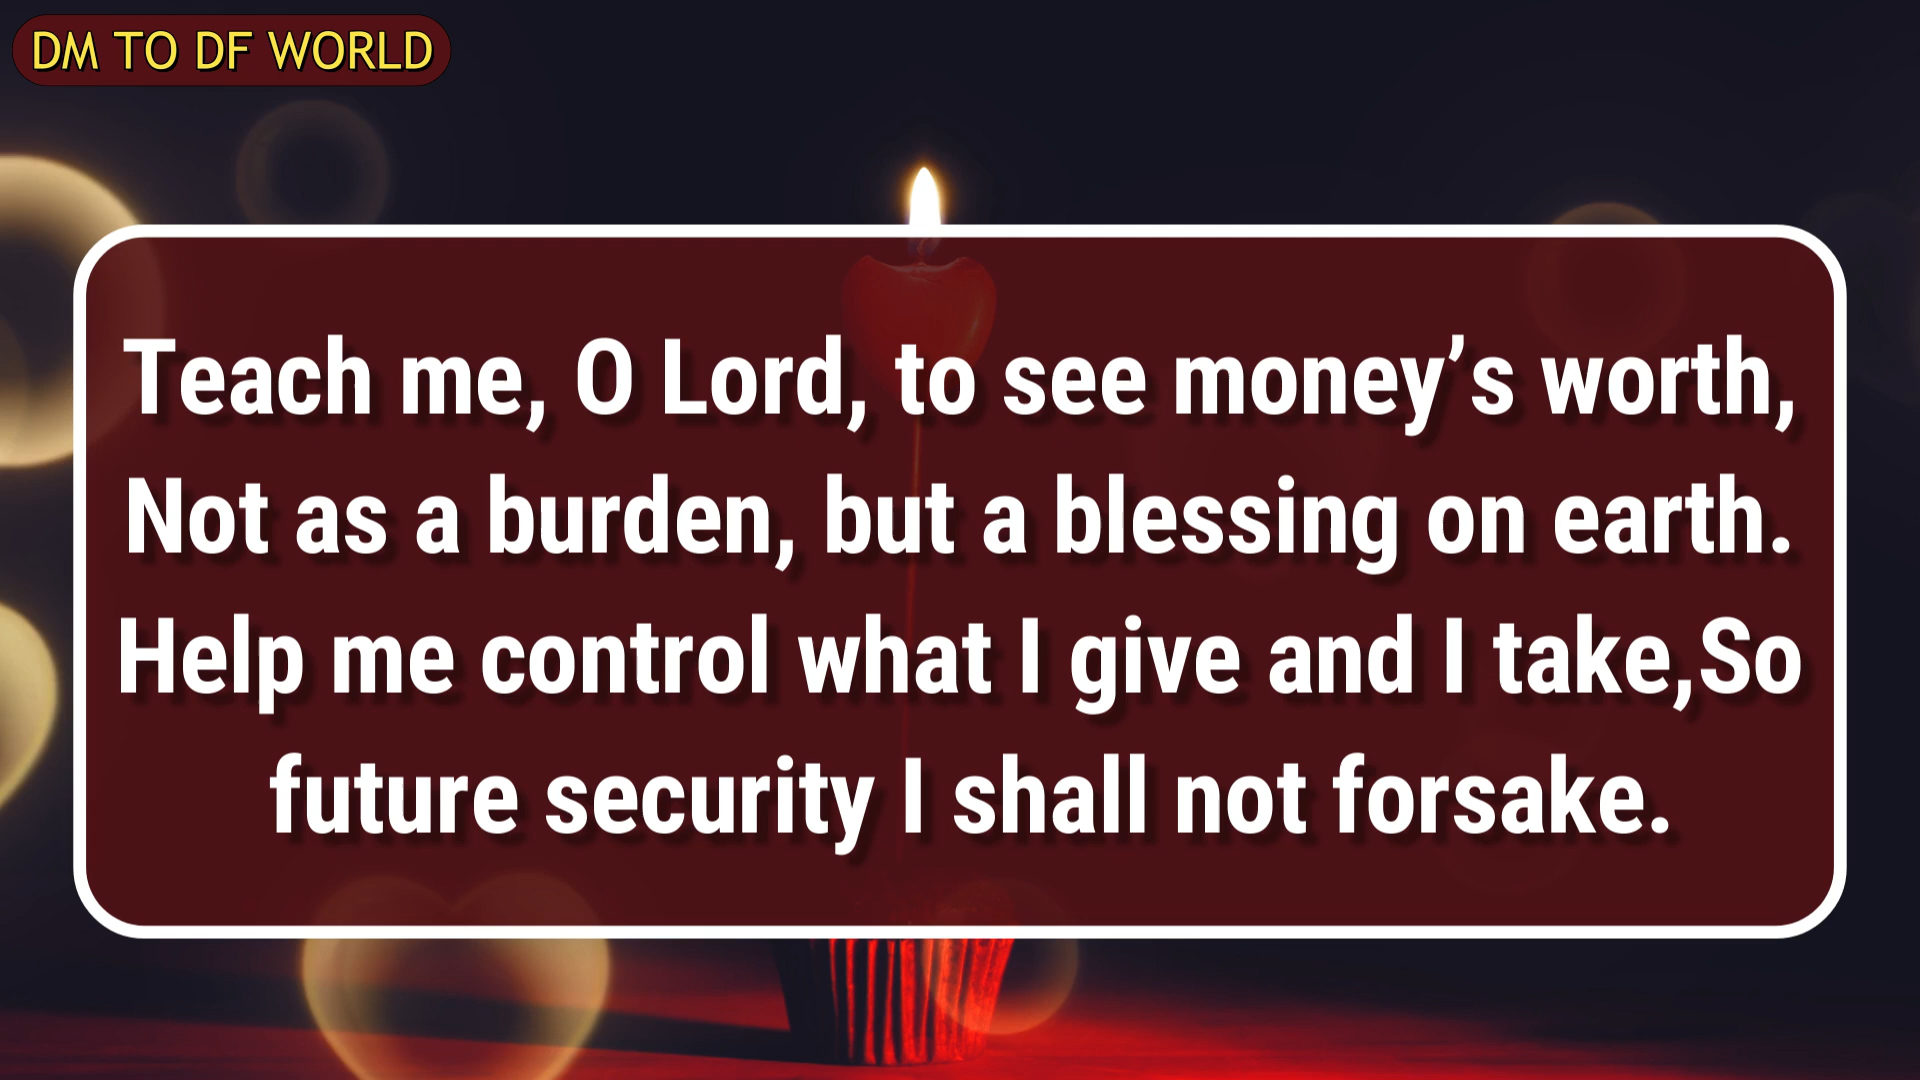 DM TO DF WORLD
Teach me, O Lord, to see money’s worth,
Not as a burden, but a blessing on earth.
Help me control what I give and I take,So
future security I shall not forsake.